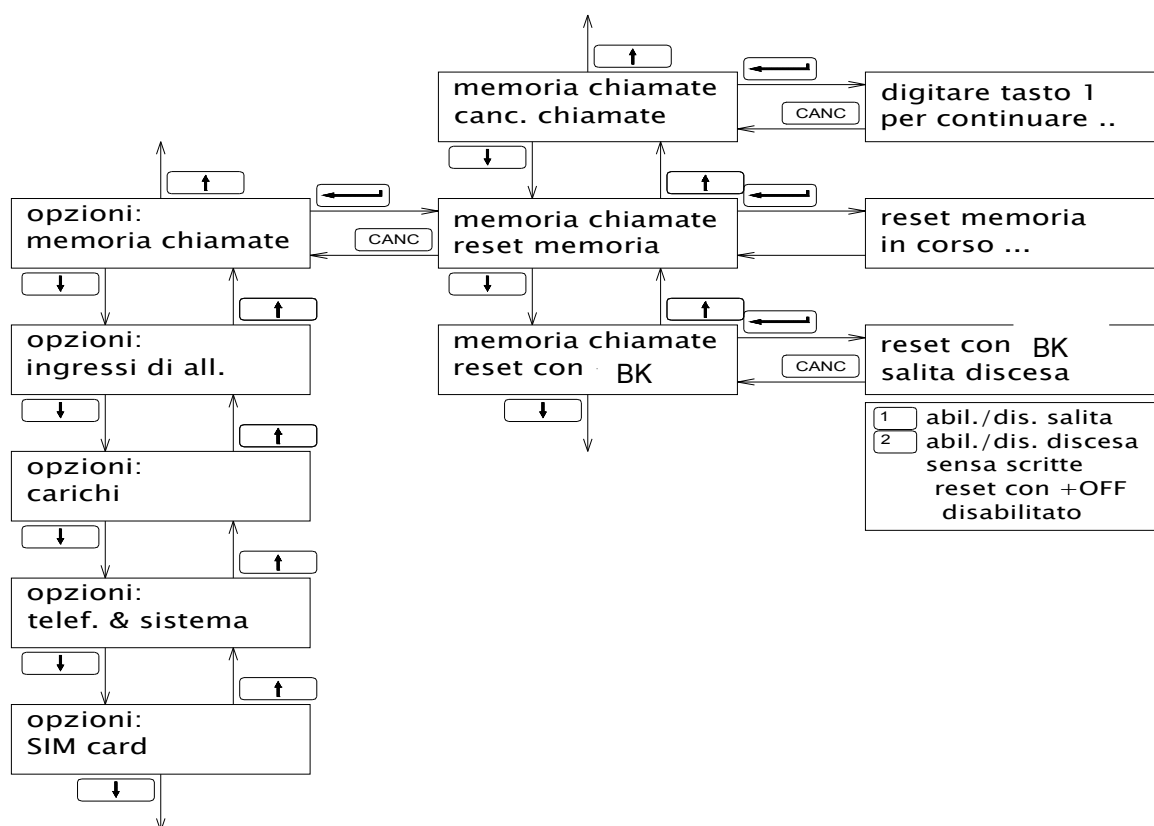 memoria chiamate
canc. chiamate
CANC
digitare tasto 1
per continuare ..
opzioni:
memoria chiamate
CANC
memoria chiamate
reset memoria
reset memoria
in corso ...
opzioni:
ingressi di all.
memoria chiamate
reset con BK
CANC
reset con BK
salita discesa
1 abil./dis. salita
2 abil./dis. discesa
sensa scritte
reset con +OFF
disabilitato
opzioni:
carichi
opzioni:
telef. & sistema
opzioni:
SIM card